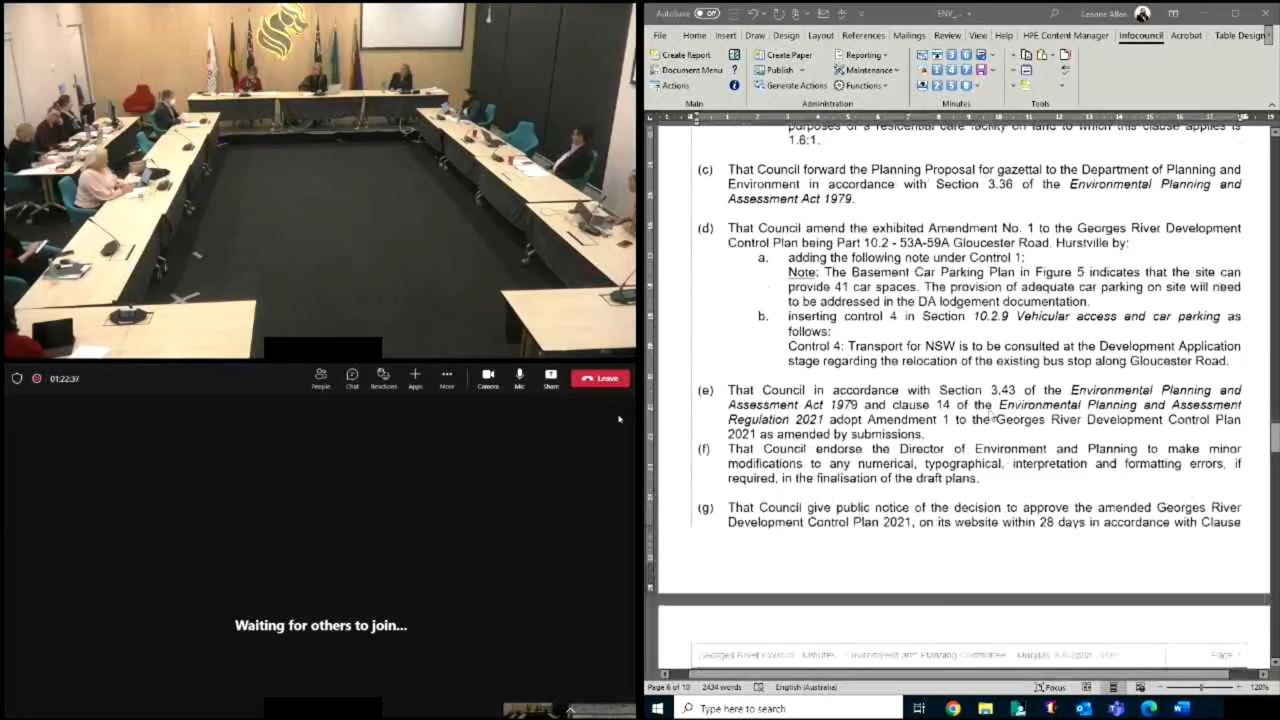 AutoSave Off ENV_... Leanne Allen
File Home Insert Draw Design Layout References Mailings Review View Help HPE Content Manager Infocouncil Acrobat Table Design
Create Report Create Paper Reporting
Document Menu ? Publish Maintenance
Actions Generate Actions Functions
Main Administration Minutes Tools
purposes of a residential care facility on land to which this clause applies is
1.6:1.
(c) That Council forward the Planning Proposal for gazettal to the Department of Planning and
Environment in accordance with Section 3.36 of the Environmental Planning and
Assessment Act 1979.
(d) That Council amend the exhibited Amendment No. 1 to the Georges River Development
Control Plan being Part 10.2 - 53A-59A Gloucester Road, Hurstville by:
a. adding the following note under Control 1:
Note: The Basement Car Parking Plan in Figure 5 indicates that the site can
provide 41 car spaces. The provision of adequate car parking on site will need
to be addressed in the DA lodgement documentation.
b. inserting control 4 in Section 10.2.9 Vehicular access and car parking as
follows:
Control 4: Transport for NSW is to be consulted at the Development Application
stage regarding the relocation of the existing bus stop along Gloucester Road.
(e) That Council in accordance with Section 3.43 of the Environmental Planning and
Assessment Act 1979 and clause 14 of the Environmental Planning and Assessment
Regulation 2021 adopt Amendment 1 to the Georges River Development Control Plan
2021 as amended by submissions.
(f) That Council endorse the Director of Environment and Planning to make minor
modifications to any numerical, typographical, interpretation and formatting errors, if
required, in the finalisation of the draft plans.
(g) That Council give public notice of the decision to approve the amended Georges River
Development Control Plan 2021, on its website within 28 days in accordance with Clause
Georges River Council Minutes Environment and Planning Committee Monday 8 August Page
Page 6 of 10 2434 words English (Australia) Focus 120%
Type here to search
01:22:37 People Chat Reactions Apps More Camera Mic Share Leave
Waiting for others to join...